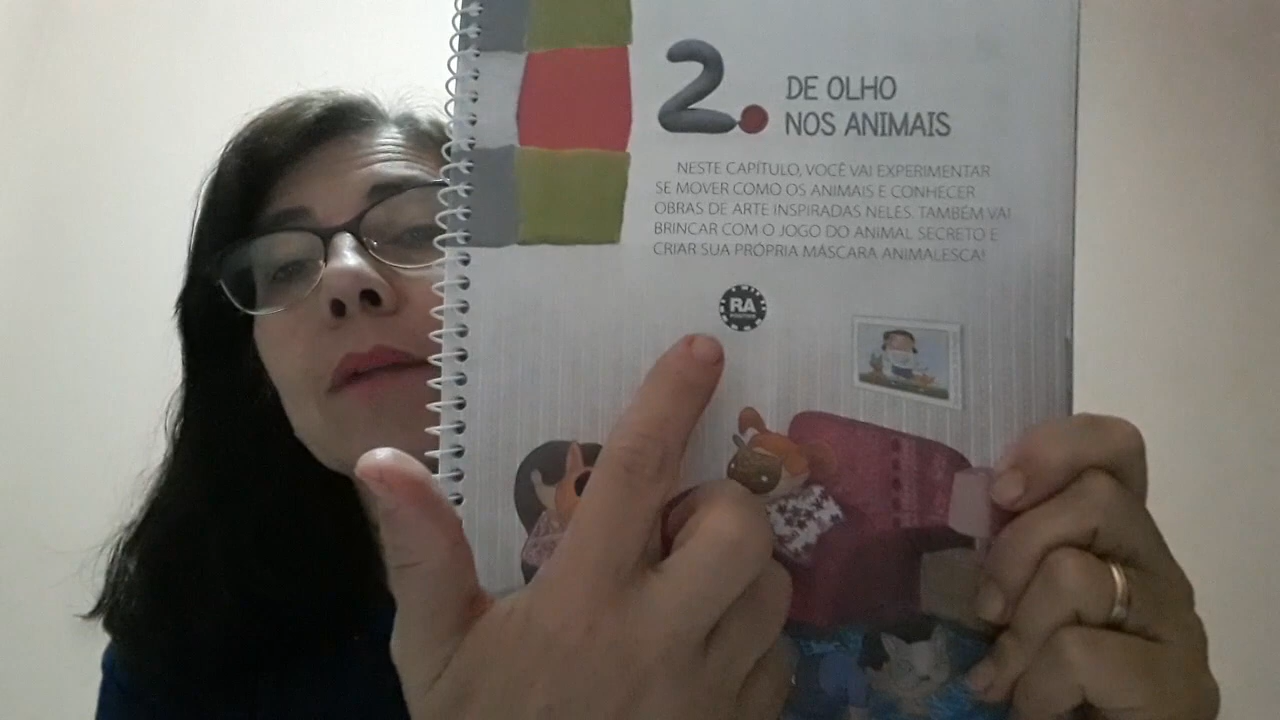 2. DE OLHO
NOS ANIMAIS
NESTE CAPÍTULO, VOCÊ VAI EXPERIMENTAR
SE MOVER COMO OS ANIMAIS E CONHECER
OBRAS DE ARTE INSPIRADAS NELES. TAMBÉM VAI
BRINCAR COM O JOGO DO ANIMAL SECRETO E
CRIAR SUA PRÓPRIA MÁSCARA ANIMALESCA!
RA